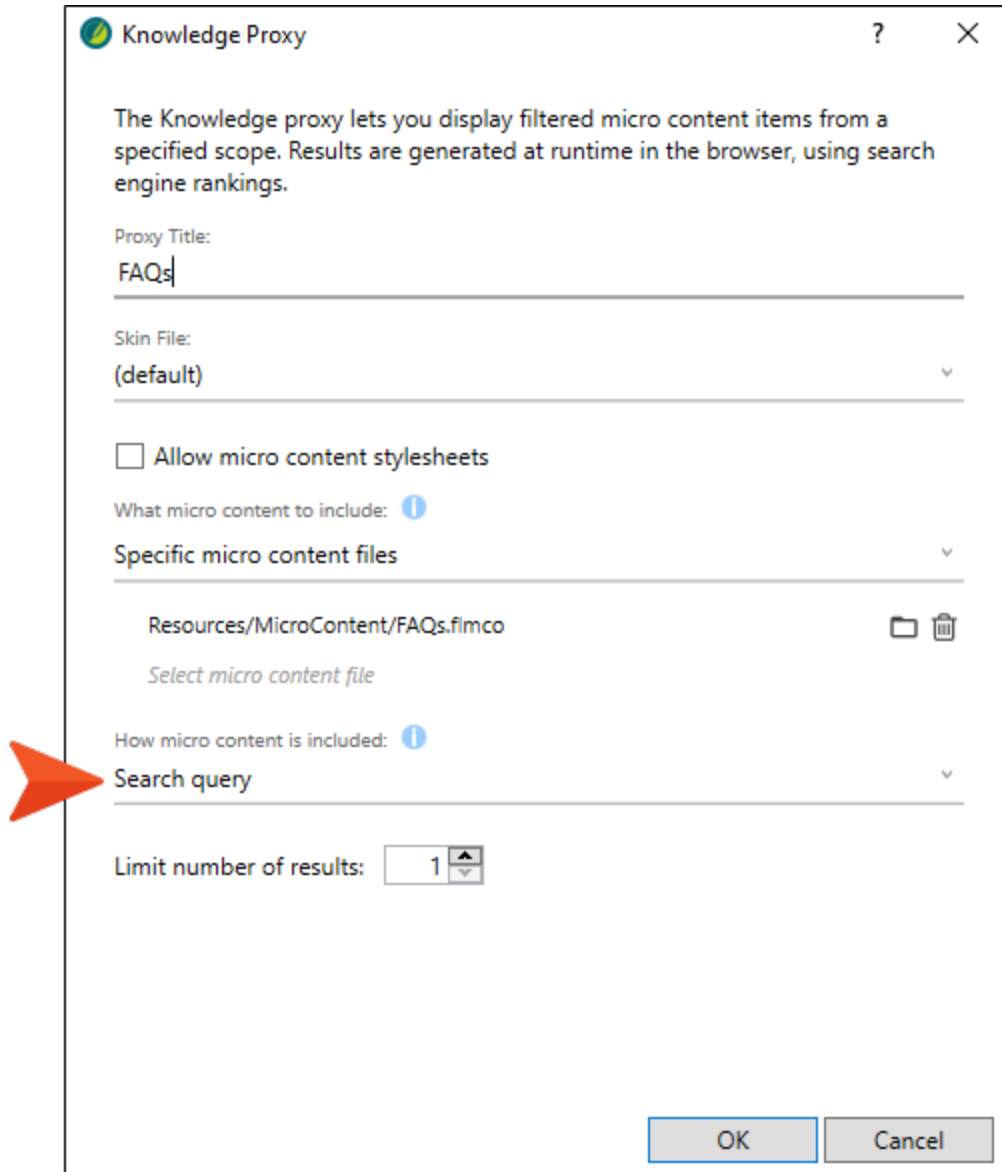 Knowledge Proxy ?
The Knowledge proxy lets you display filtered micro content items from a
specified scope. Results are generated at runtime in the browser, using search
engine rankings.
Proxy Title:
FAQs
Skin File:
(default)
Allow micro content stylesheets
What micro content to include:
Specific micro content files
Resources/MicroContent/FAQs.flmco
Select micro content file
How micro content is included:
Search query
Limit number of results: 1
OK Cancel